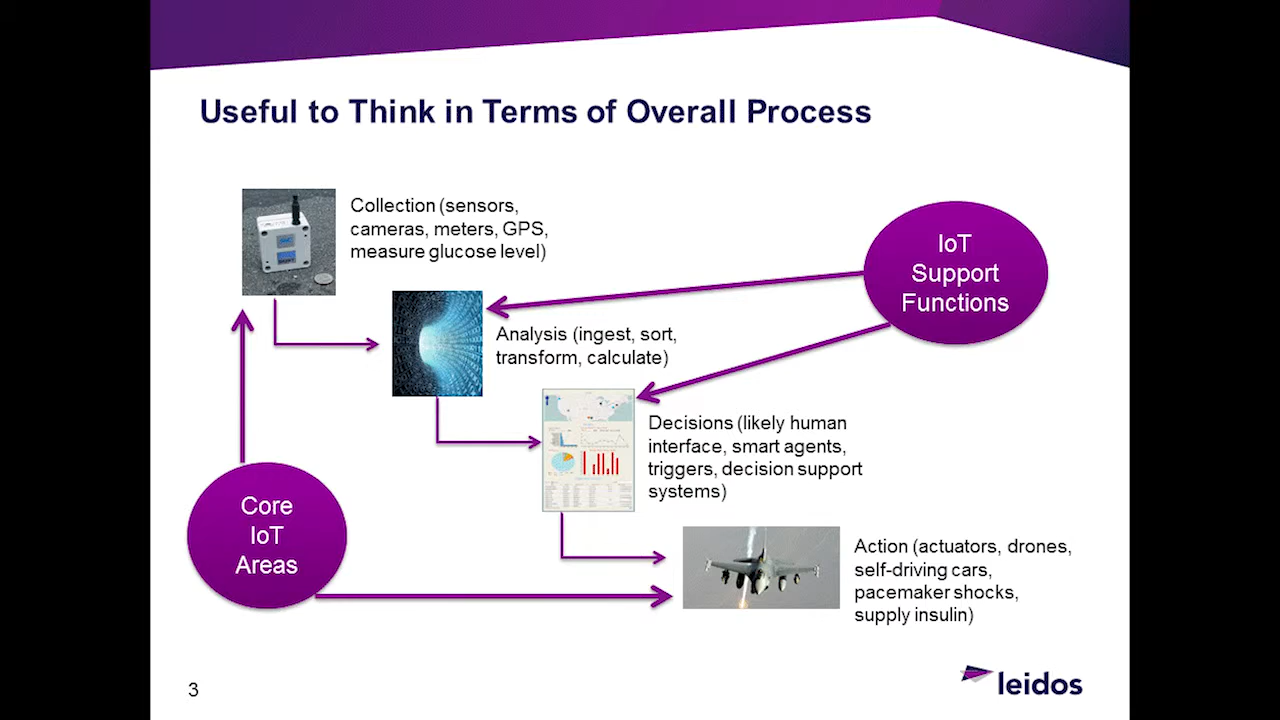 Useful to Think in Terms of Overall Process
Collection (sensors,
cameras, meters, GPS,
measure glucose level)
IoT
Support
Functions
Analysis (ingest, sort,
transform, calculate)
Decisions (likely human
interface, smart agents,
triggers, decision support
systems)
Core
IoT
Areas
Action (actuators, drones,
self-driving cars,
pacemaker shocks,
supply insulin)
3
leidos